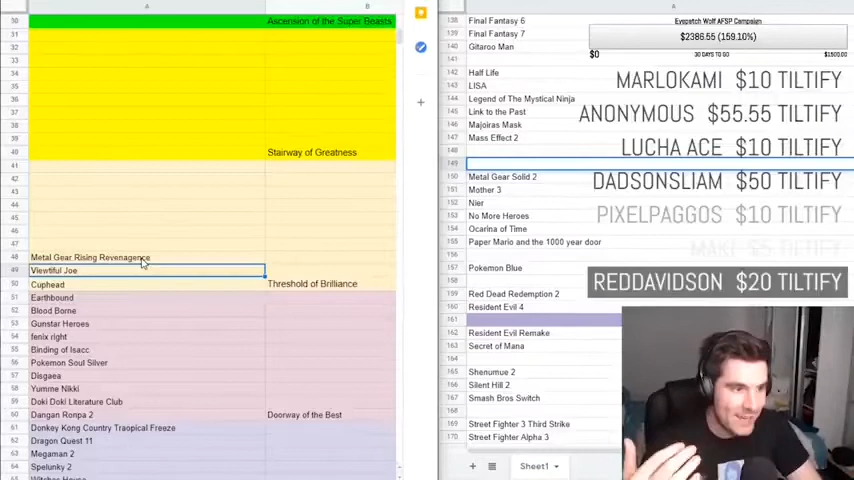 A
B
30
Ascension of the Super Beasts
31
32
33
34
35
36
37
38
39
40
Stairway of Greatness
41
42
43
44
45
46
47
48
Metal Gear Rising Revenagence
49
Viewtiful Joe
50
Cuphead
Threshold of Brilliance
51
Earthbound
52
Blood Borne
53
Gunstar Heroes
54
fenix right
55
Binding of Isacc
56
Pokemon Soul Silver
57
Disgaea
58
Yumme Nikki
59
Doki Doki Literature Club
60
Dangan Ronpa 2
Doorway of the Best
61
Donkey Kong Country Traopical Freeze
62
Dragon Quest 11
63
Megaman 2
64
Spelunky 2
65
Witches House
A
138
Final Fantasy 6
139
Final Fantasy 7
140
Gitaroo Man
142
Half Life
143
LISA
144
Legend of The Mystical Ninja
145
Link to the Past
146
Majoiras Mask
147
Mass Effect 2
148
149
150
Metal Gear Solid 2
151
Mother 3
152
Nier
153
No More Heroes
154
Ocarina of Time
155
Paper Mario and the 1000 year door
157
Pokemon Blue
159
Red Dead Redemption 2
160
Resident Evil 4
161
162
Resident Evil Remake
163
Secret of Mana
164
165
Shenumue 2
166
Silent Hill 2
167
Smash Bros Switch
168
169
Street Fighter 3 Third Strike
170
Street Fighter Alpha 3
Sheet1
Eyepatch Wolf AFSP Campaign
$2386.55 (159.10%)
$0
30 DAYS TO GO
$1500.00
MARLOKAMI $10 TILTIFY
ANONYMOUS $55.55 TILTIFY
LUCHA ACE $10 TILTIFY
DADSONSLIAM $50 TILTIFY
PIXELPAGGOS $10 TILTIFY
MAKI $5 TILTIFY
REDDAVIDSON $20 TILTIFY